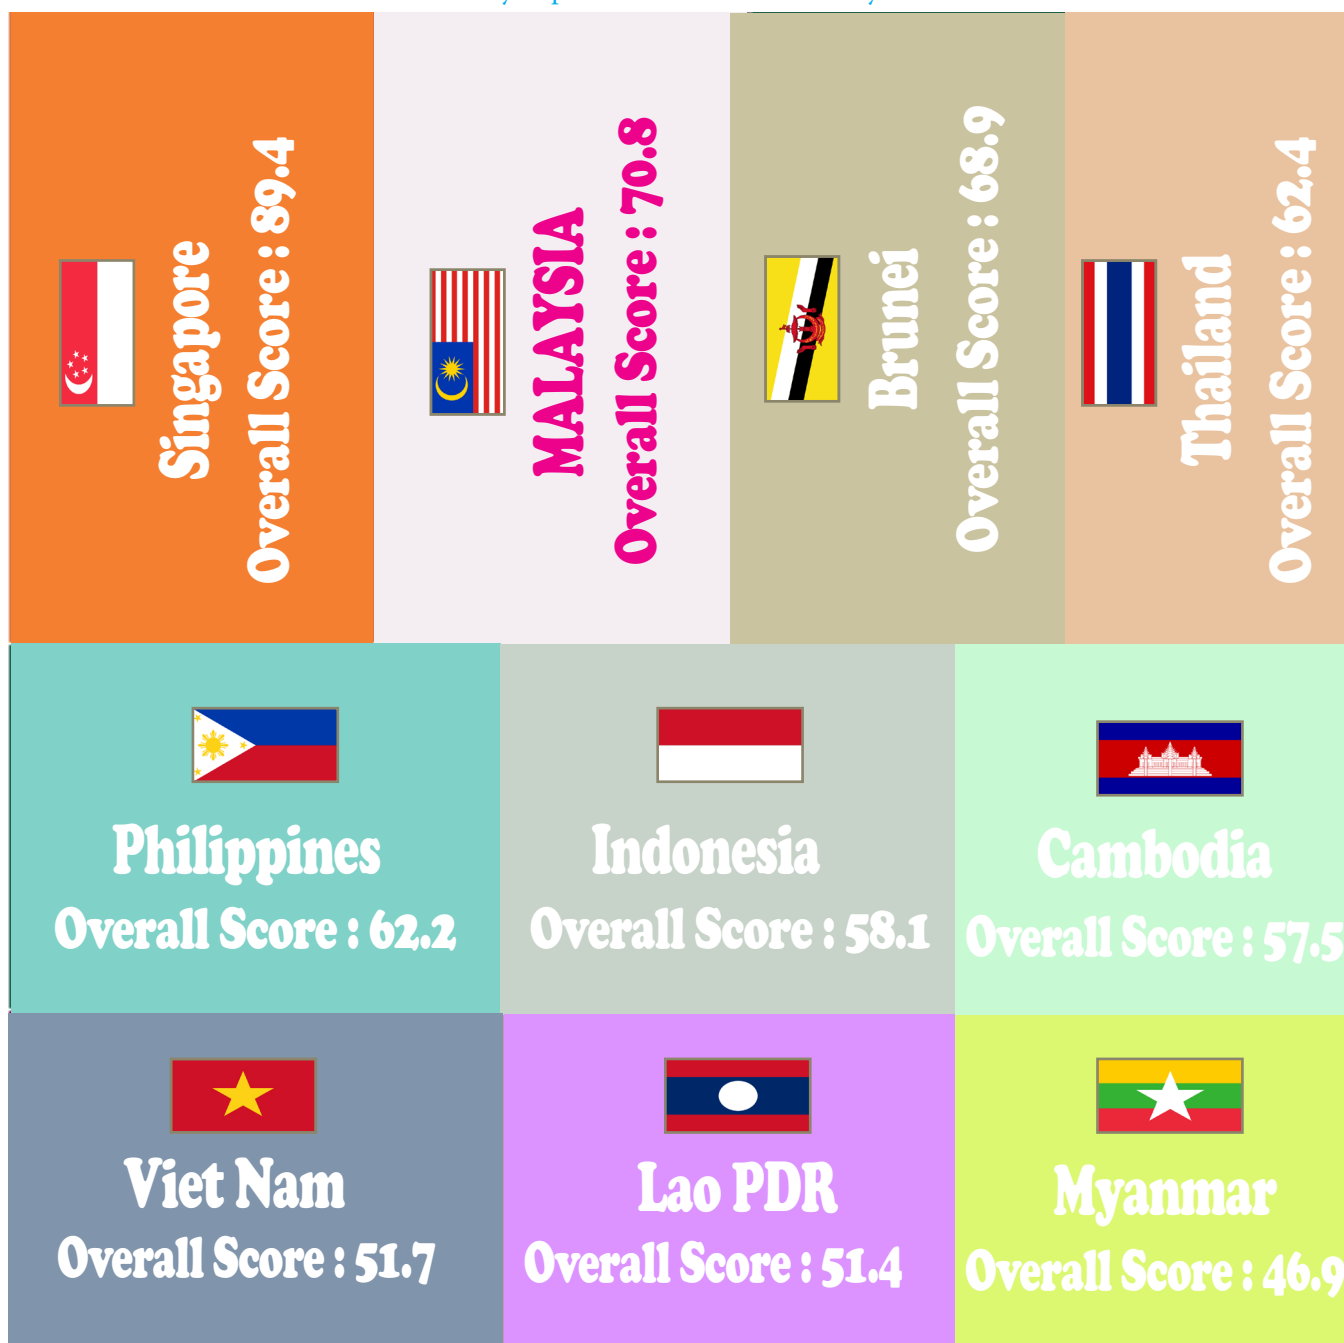 Singapore
Overall Score : 89.4
MALAYSIA
Overall Score : 70.8
Brunei
Overall Score : 68.9
Thailand
Overall Score : 62.4
Philippines
Overall Score : 62.2
Indonesia
Overall Score : 58.1
Cambodia
Overall Score : 57.5
Viet Nam
Overall Score : 51.7
Lao PDR
Overall Score : 51.4
Myanmar
Overall Score : 46.9